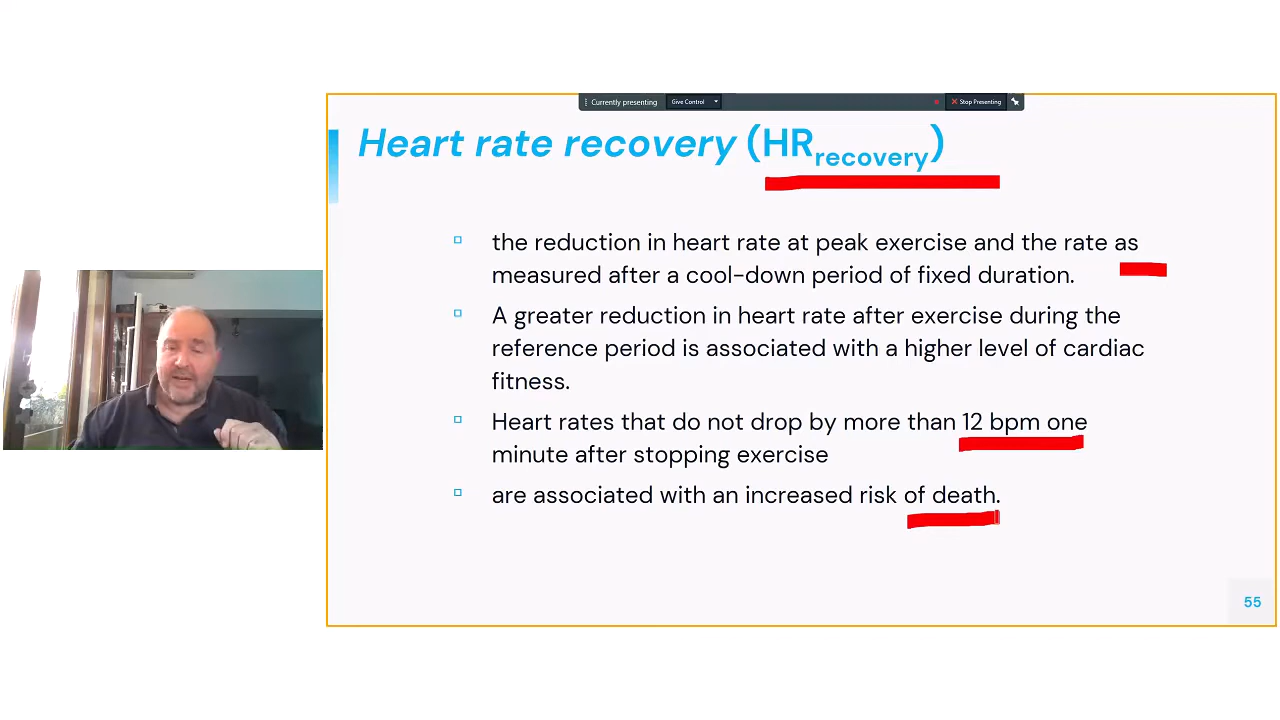 Currently presenting Give Control Stop Presenting
Heart rate recovery (HRrecovery)
the reduction in heart rate at peak exercise and the rate as
measured after a cool-down period of fixed duration.
A greater reduction in heart rate after exercise during the
reference period is associated with a higher level of cardiac
fitness.
Heart rates that do not drop by more than 12 bpm one
minute after stopping exercise
are associated with an increased risk of death.
55